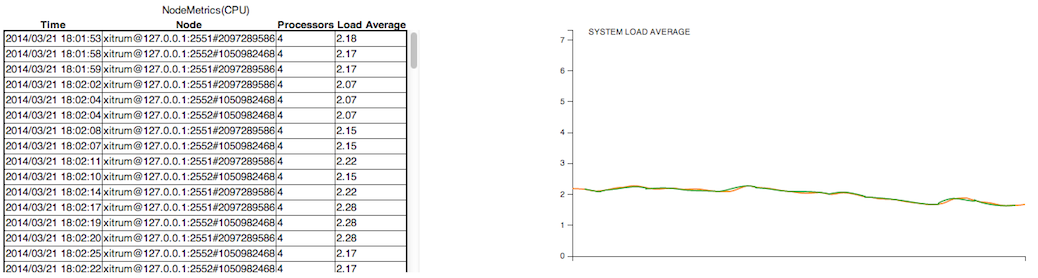 NodeMetrics(CPU)
Time Node Processors Load Average
2014/03/21 18:01:53 xitrum@127.0.0.1:2551#2097289586 4 2.18
2014/03/21 18:01:58 xitrum@127.0.0.1:2552#1050982468 4 2.17
2014/03/21 18:01:59 xitrum@127.0.0.1:2551#2097289586 4 2.17
2014/03/21 18:02:02 xitrum@127.0.0.1:2551#2097289586 4 2.07
2014/03/21 18:02:04 xitrum@127.0.0.1:2552#1050982468 4 2.07
2014/03/21 18:02:04 xitrum@127.0.0.1:2552#1050982468 4 2.07
2014/03/21 18:02:08 xitrum@127.0.0.1:2551#2097289586 4 2.15
2014/03/21 18:02:07 xitrum@127.0.0.1:2552#1050982468 4 2.15
2014/03/21 18:02:11 xitrum@127.0.0.1:2551#2097289586 4 2.22
2014/03/21 18:02:10 xitrum@127.0.0.1:2552#1050982468 4 2.15
2014/03/21 18:02:14 xitrum@127.0.0.1:2551#2097289586 4 2.22
2014/03/21 18:02:17 xitrum@127.0.0.1:2551#2097289586 4 2.28
2014/03/21 18:02:19 xitrum@127.0.0.1:2552#1050982468 4 2.28
2014/03/21 18:02:20 xitrum@127.0.0.1:2551#2097289586 4 2.28
2014/03/21 18:02:25 xitrum@127.0.0.1:2552#1050982468 4 2.17
2014/03/21 18:02:22 xitrum@127.0.0.1:2552#1050982468 4 2.17
SYSTEM LOAD AVERAGE
7
6
5
4
3
2
1
0